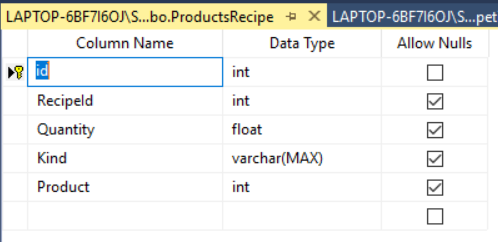 LAPTOP-6BF7I6OJ\S...bo.ProductsRecipe LAPTOP-6BF7I6OJ\S...pet
Column Name Data Type Allow Nulls
id int
RecipeId int
Quantity float
Kind varchar(MAX)
Product int